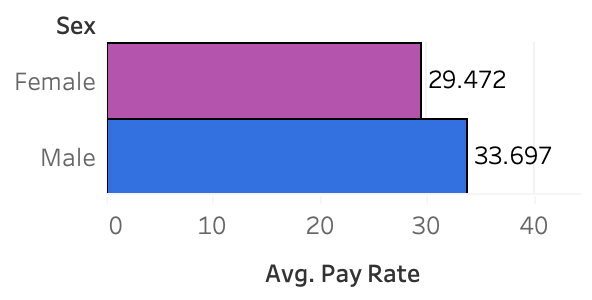 Sex
Female 29.472
Male 33.697
0 10 20 30 40
Avg. Pay Rate